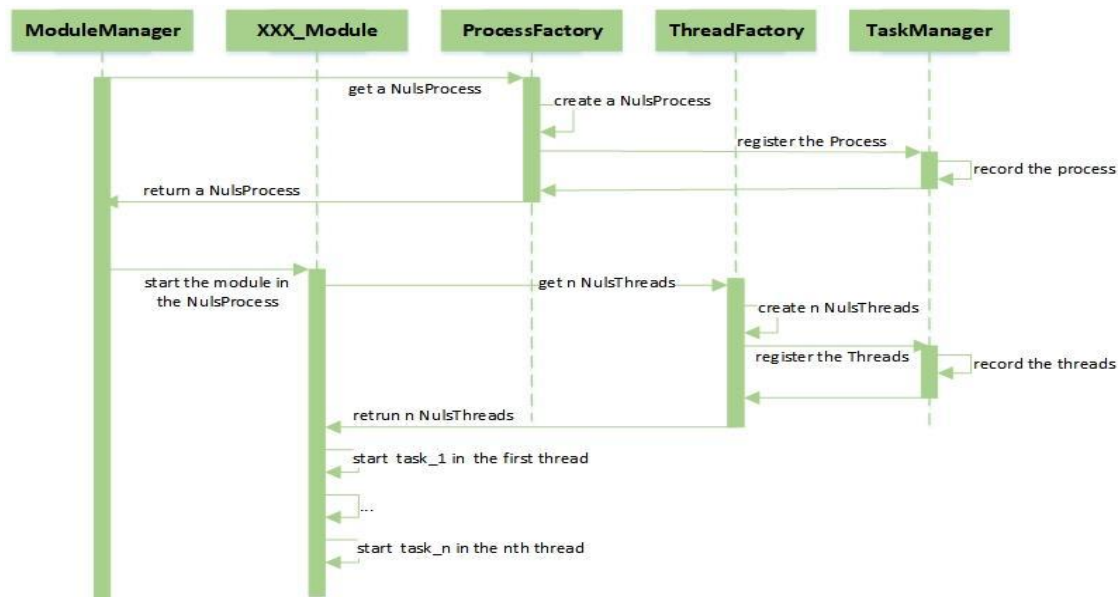 ModuleManager
XXX_Module
ProcessFactory
ThreadFactory
TaskManager
get a NulsProcess
create a NulsProcess
register the Process
record the process
return a NulsProcess
start the module in
the NulsProcess
get n NulsThreads
create n NulsThreads
register the Threads
record the threads
retrun n NulsThreads
start task_1 in the first thread
...
start task_n in the nth thread